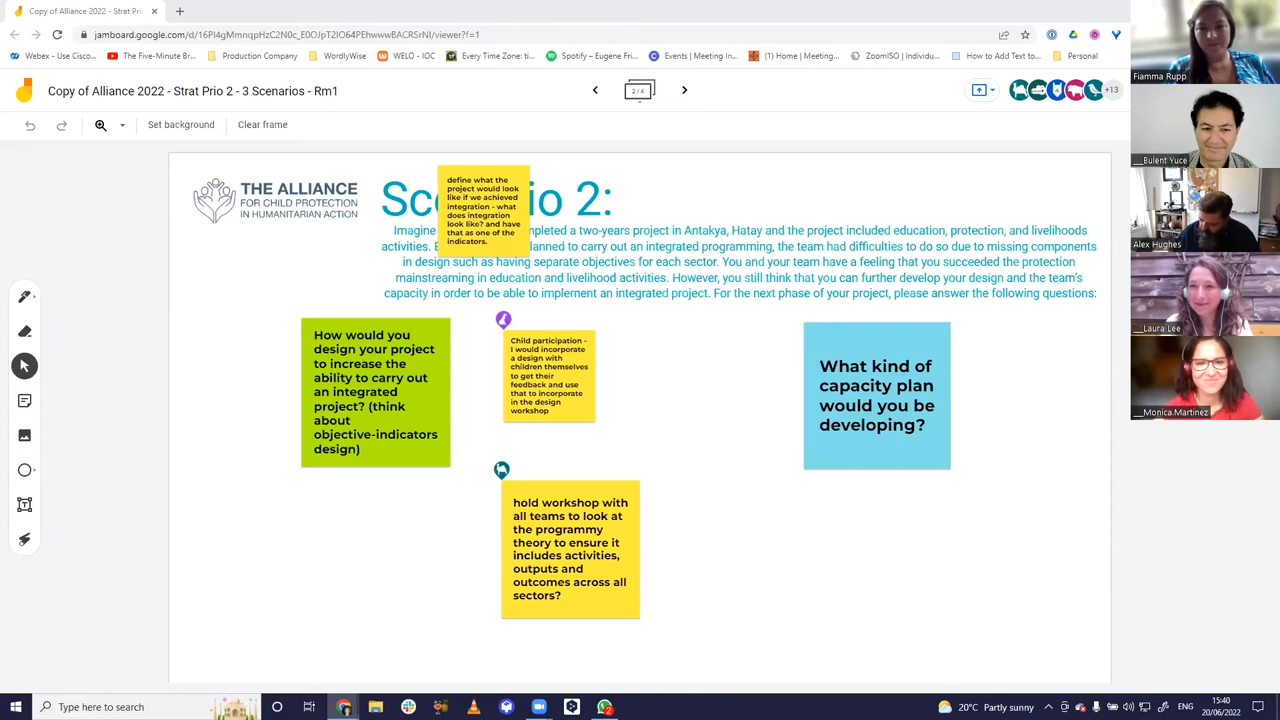 Copy of Alliance 2022 - Strat Prio 2
jamboard.google.com/d/16PI4gMmnqpHzC2N0c_E0OJpT2IO64PEhwwwBACRSrNI/viewer?f=1
Webex - Use Cisco... The Five-Minute Br... Production Company WordlyWise WELO - IOC Every Time Zone: ti... Spotify – Eugene Fri... Events | Meeting In... (1) Home | Meeting... ZoomISO | Individu... How to Add Text to... Personal
Copy of Alliance 2022 - Strat Prio 2 - 3 Scenarios - Rm1
2 / 4
+13
Set background Clear frame
THE ALLIANCE
FOR CHILD PROTECTION
IN HUMANITARIAN ACTION
define what the
project would look
like if we achieved
integration - what
does integration
look like? and have
that as one of the
indicators.
io 2:
Imagine
mpleted a two-years project in Antakya, Hatay and the project included education, protection, and livelihoods
activities.
lanned to carry out an integrated programming, the team had difficulties to do so due to missing components
in design such as having separate objectives for each sector. You and your team have a feeling that you succeeded the protection
mainstreaming in education and livelihood activities. However, you still think that you can further develop your design and the team's
capacity in order to be able to implement an integrated project. For the next phase of your project, please answer the following questions:
How would you
design your project
to increase the
ability to carry out
an integrated
project? (think
about
objective-indicators
design)
Child participation -
I would incorporate
a design with
children themselves
to get their
feedback and use
that to incorporate
in the design
workshop
hold workshop with
all teams to look at
the programmy
theory to ensure it
includes activities,
outputs and
outcomes across all
sectors?
What kind of
capacity plan
would you be
developing?
Fiamma Rupp
__Bulent Yuce
Alex Hughes
__Laura Lee
__Monica.Martinez
Type here to search
20°C Partly sunny
ENG
15:40
20/06/2022